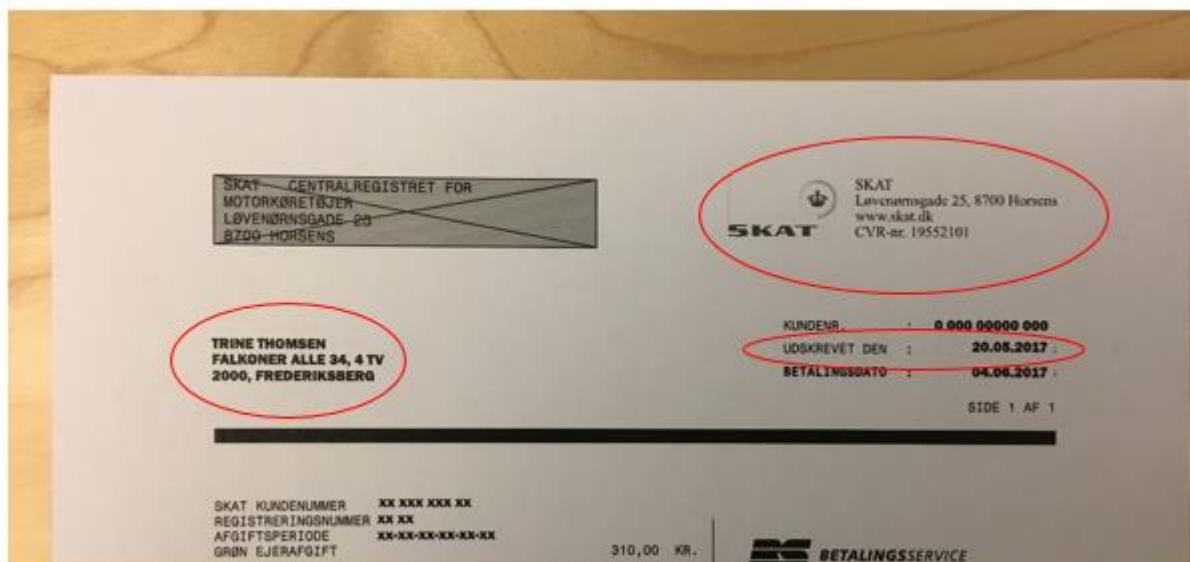 SKAT CENTRALREGISTRET FOR
MOTORKØRETØJER
LØVENØRNSGADE 25
8700 HORSENS
SKAT
SKAT
Løvenørnsgade 25, 8700 Horsens
www.skat.dk
CVR-nr. 19552101
TRINE THOMSEN
FALKONER ALLE 34, 4 TV
2000, FREDERIKSBERG
KUNDENR. : 0 000 00000 000
UDSKREVET DEN : 20.05.2017
BETALINGSDATO : 04.06.2017
SIDE 1 AF 1
SKAT KUNDENUMMER XX XXX XXX XX
REGISTRERINGSNUMMER XX XX
AFGIFTSPERIODE XX-XX-XX-XX-XX-XX
GRØN EJERAFGIFT 310,00 KR.
BETALINGSSERVICE